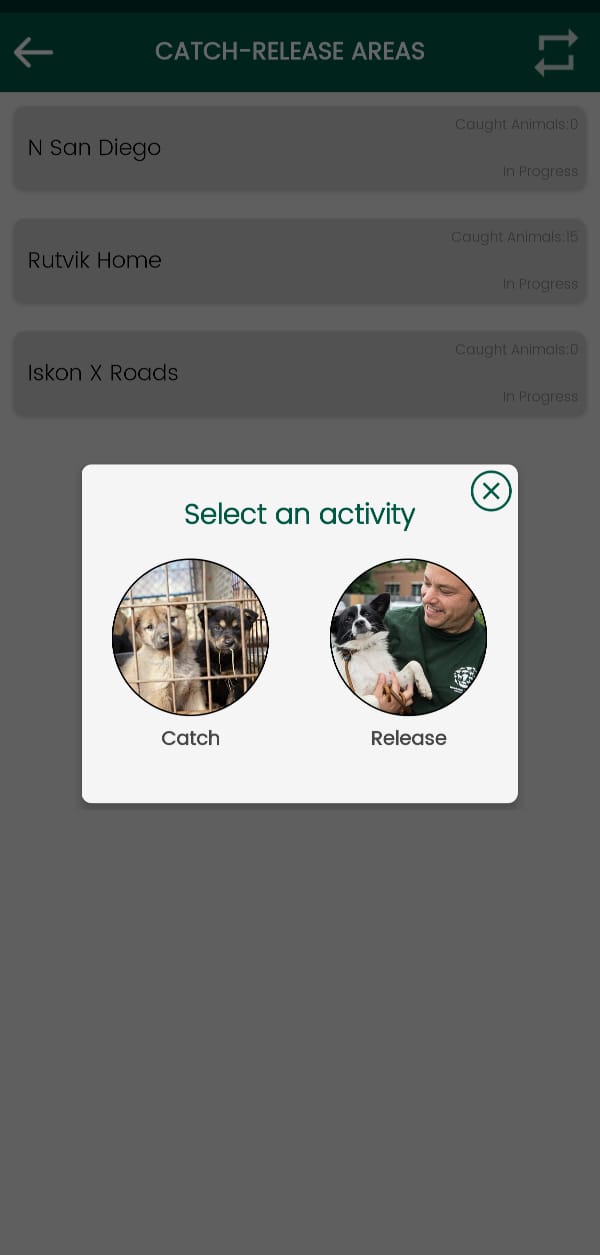 CATCH-RELEASE AREAS
Caught Animals:0
N San Diego
In Progress
Caught Animals:15
Rutvik Home
In Progress
Caught Animals:0
Iskon X Roads
In Progress
Select an activity
Catch
Release